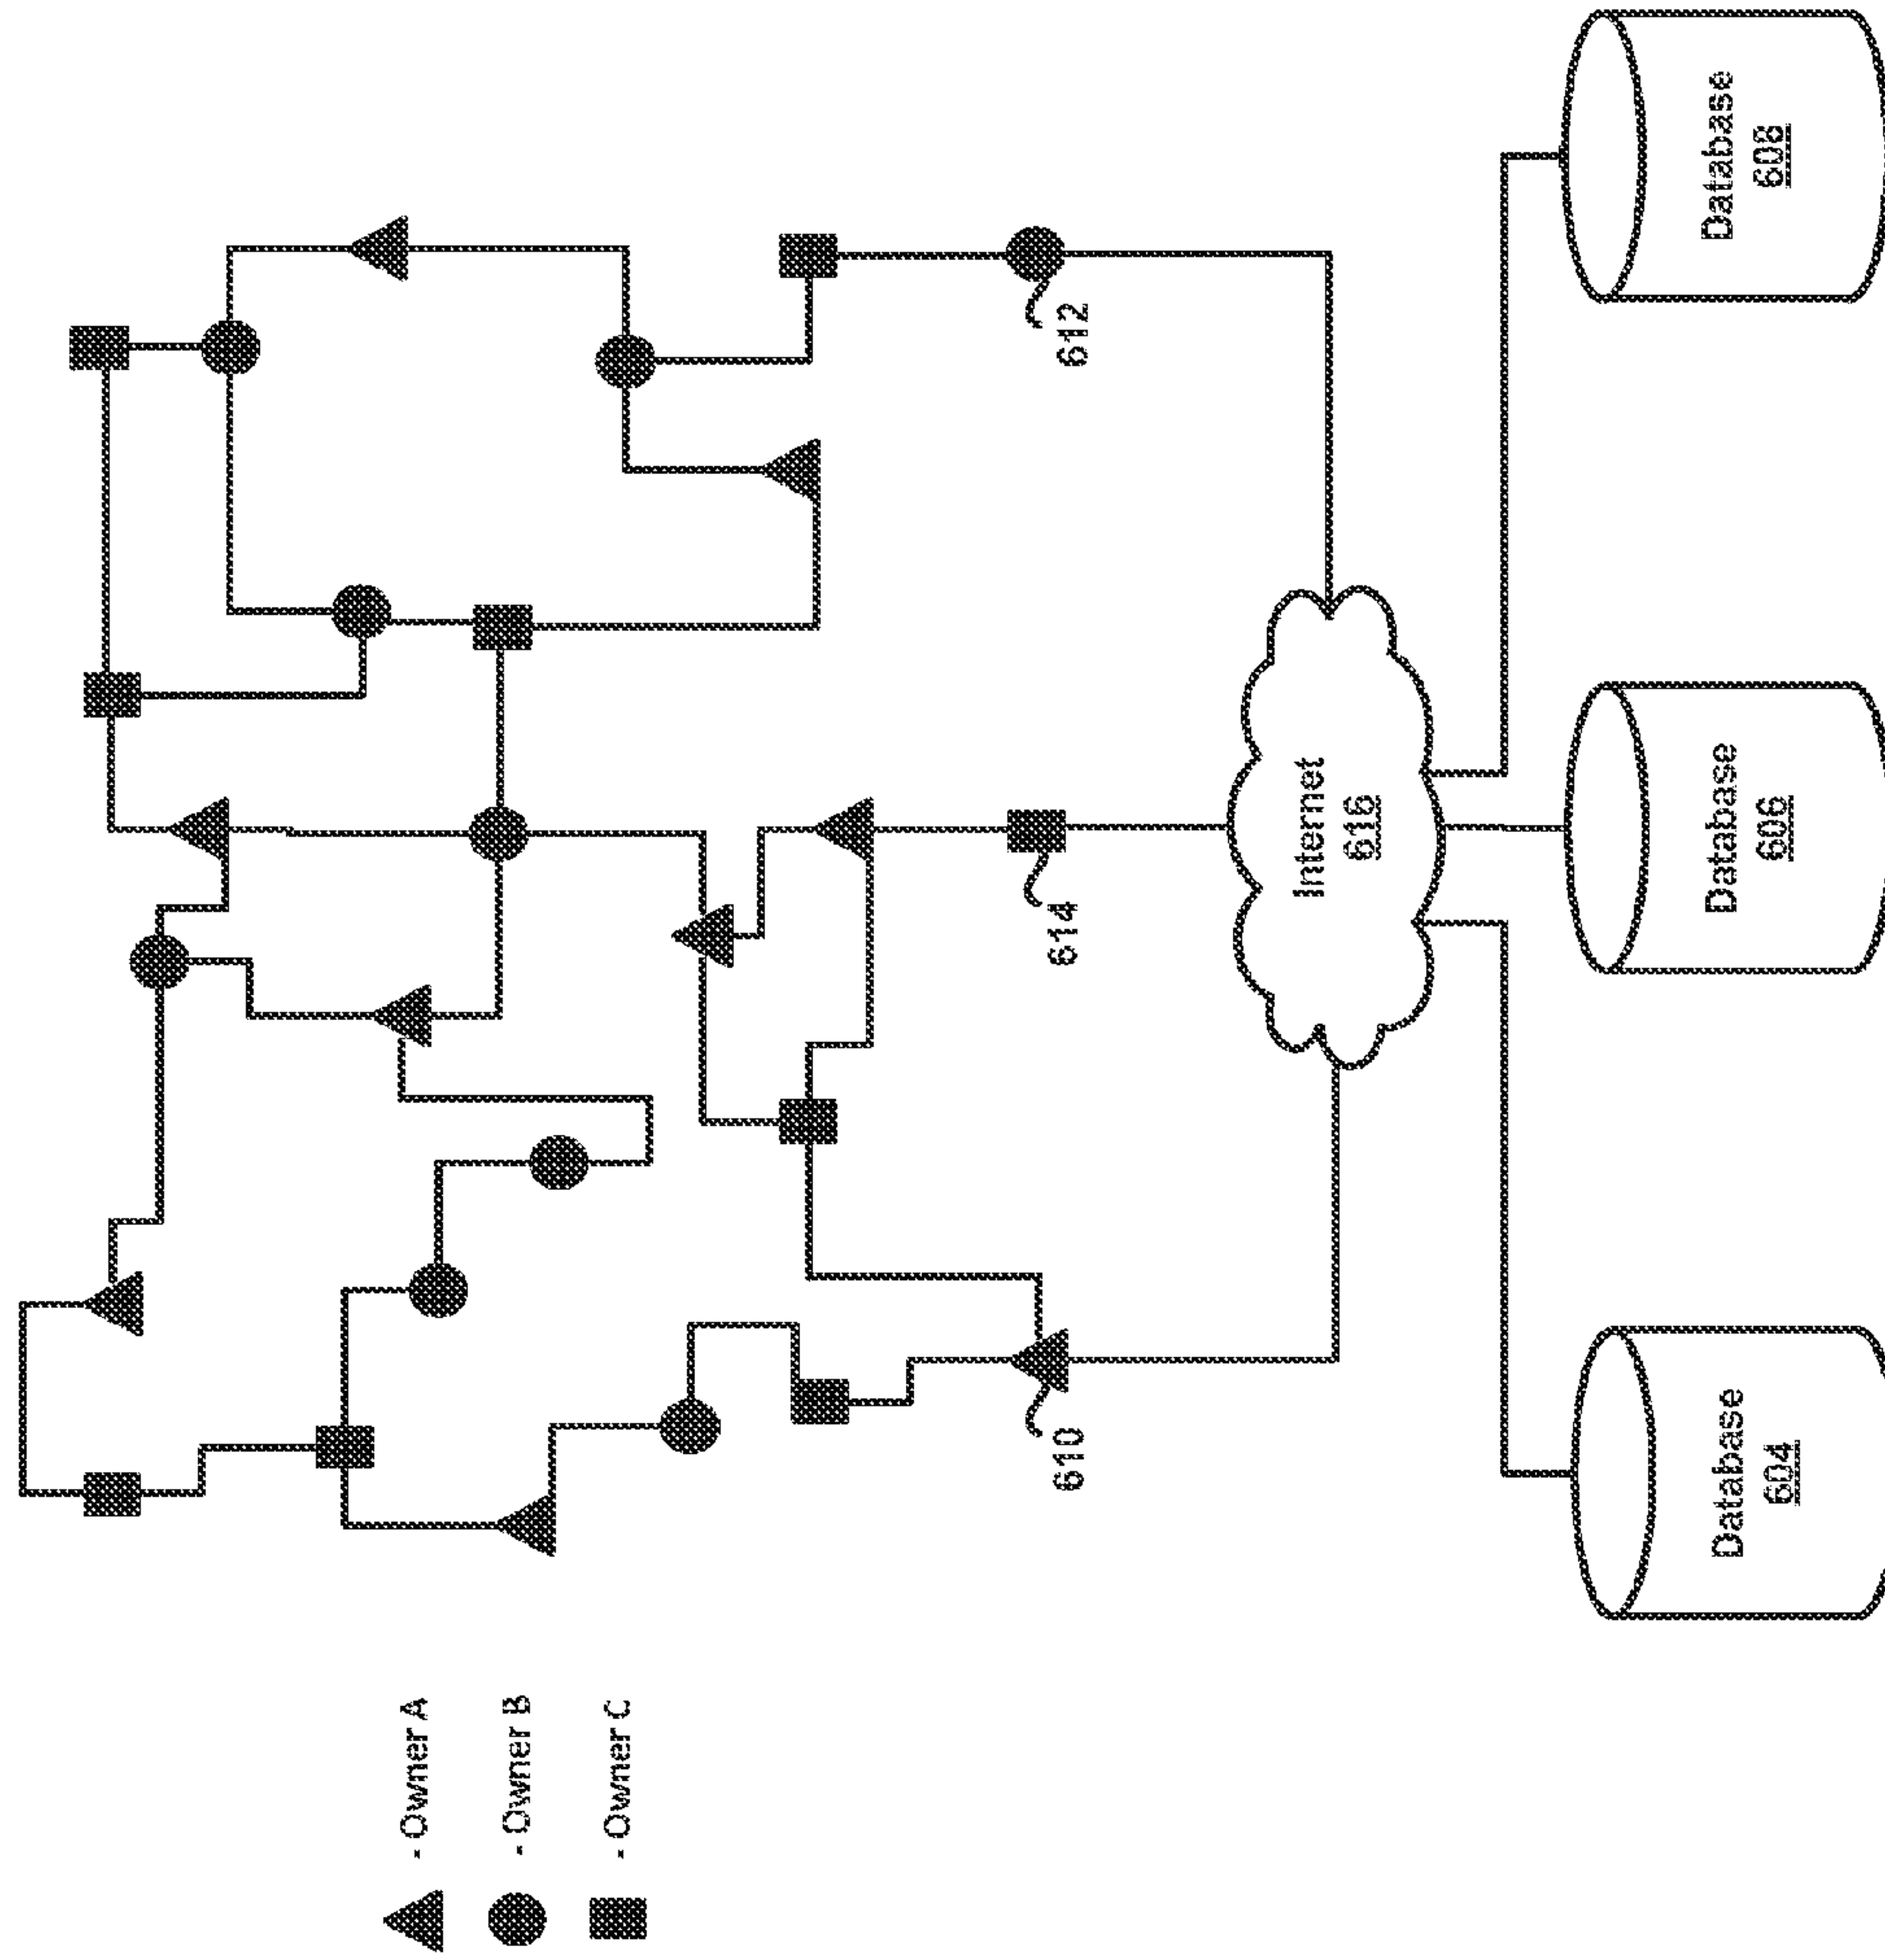 - Owner A
- Owner B
- Owner C
612
614
610
Internet
616
Database
604
Database
606
Database
608